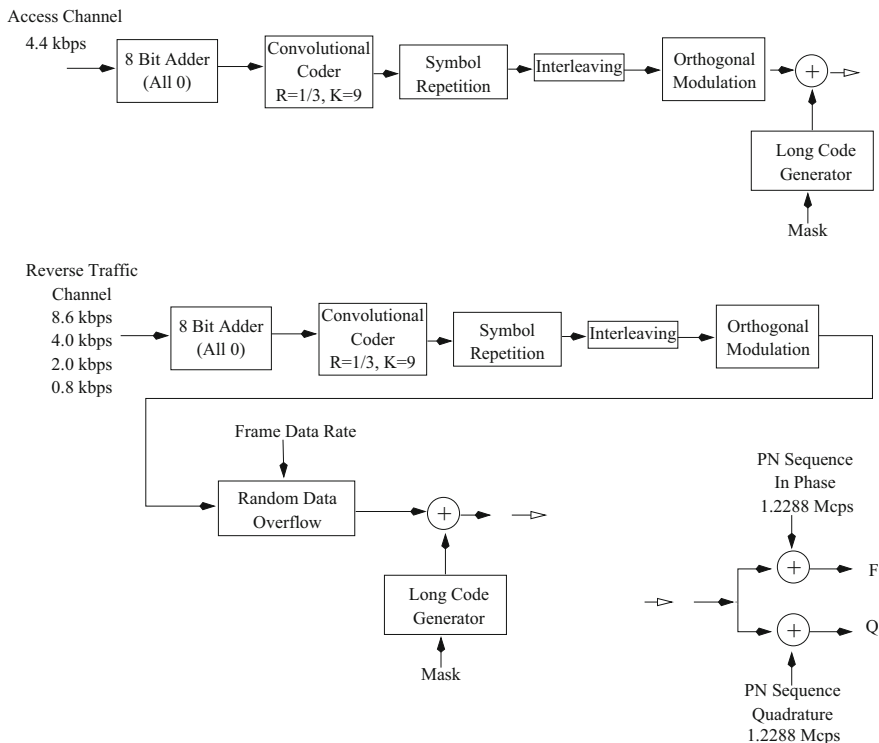 Access Channel
4.4 kbps
8 Bit Adder
(All 0)
Convolutional
Coder
R=1/3, K=9
Symbol
Repetition
Interleaving
Orthogonal
Modulation
+
Long Code
Generator
Mask
Reverse Traffic
Channel
8.6 kbps
4.0 kbps
2.0 kbps
0.8 kbps
8 Bit Adder
(All 0)
Convolutional
Coder
R=1/3, K=9
Symbol
Repetition
Interleaving
Orthogonal
Modulation
Frame Data Rate
Random Data
Overflow
+
Long Code
Generator
Mask
PN Sequence
In Phase
1.2288 Mcps
+
F
+
Q
PN Sequence
Quadrature
1.2288 Mcps